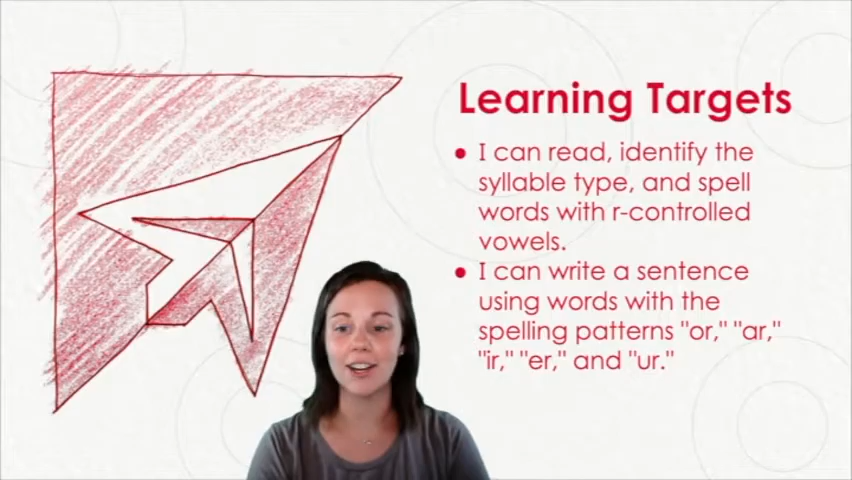 Learning Targets
● I can read, identify the
syllable type, and spell
words with r-controlled
vowels.
● I can write a sentence
using words with the
spelling patterns "or," "ar,"
"ir," "er," and "ur."